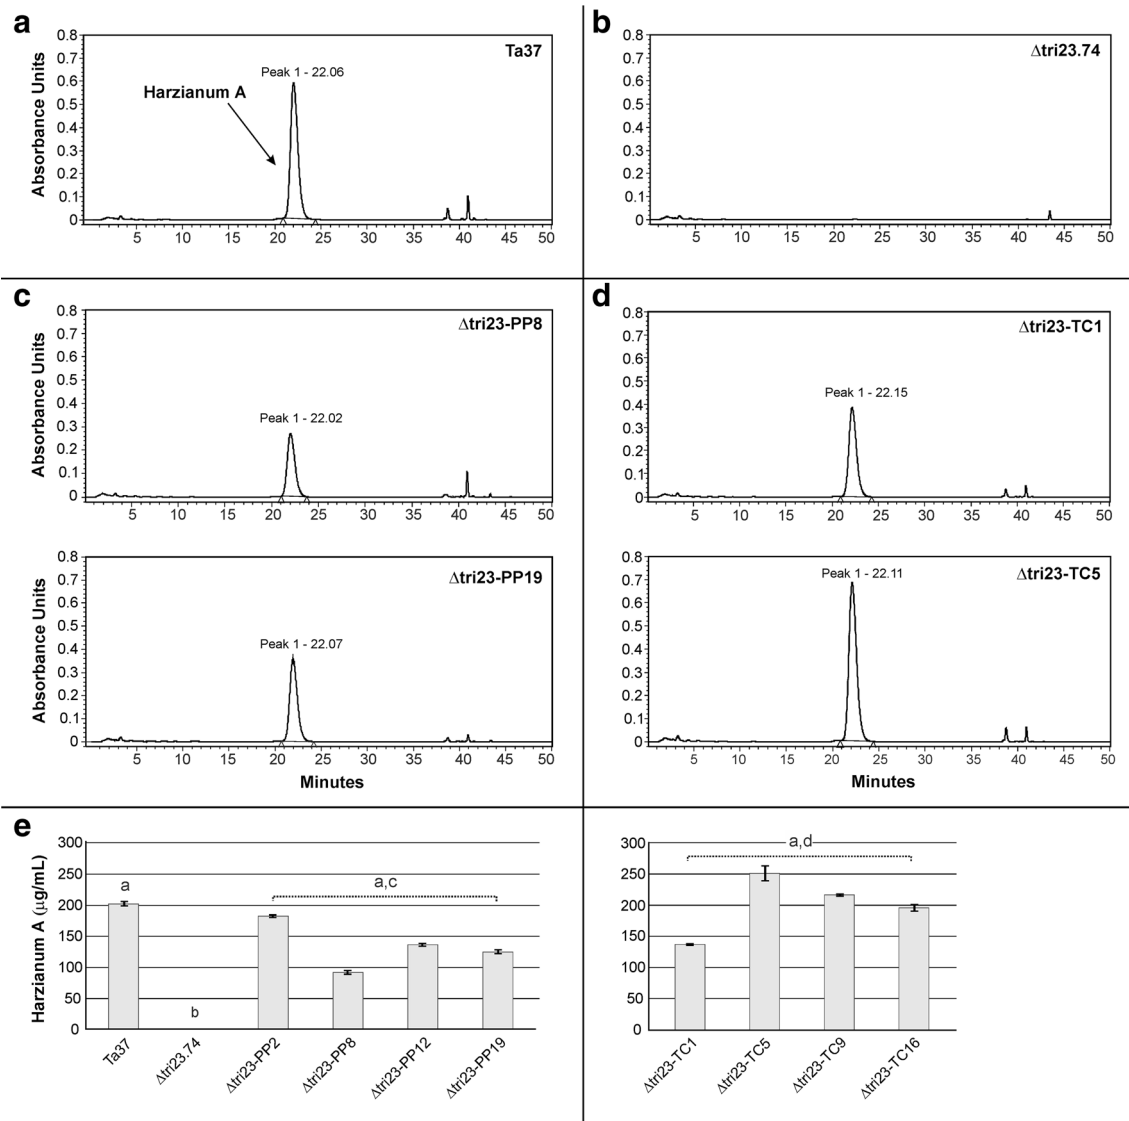 a
Ta37
Absorbance Units
0.8
0.7
0.6
0.5
0.4
0.3
0.2
0.1
0
Peak 1 - 22.06
Harzianum A
5 10 15 20 25 30 35 40 45 50
b
Δtri23.74
0.8
0.7
0.6
0.5
0.4
0.3
0.2
0.1
0
5 10 15 20 25 30 35 40 45 50
c
Δtri23-PP8
Absorbance Units
0.8
0.7
0.6
0.5
0.4
0.3
0.2
0.1
0
Peak 1 - 22.02
5 10 15 20 25 30 35 40 45 50
Δtri23-PP19
Absorbance Units
0.8
0.7
0.6
0.5
0.4
0.3
0.2
0.1
0
Peak 1 - 22.07
5 10 15 20 25 30 35 40 45 50
Minutes
d
Δtri23-TC1
0.8
0.7
0.6
0.5
0.4
0.3
0.2
0.1
0
Peak 1 - 22.15
5 10 15 20 25 30 35 40 45 50
Δtri23-TC5
0.8
0.7
0.6
0.5
0.4
0.3
0.2
0.1
0
Peak 1 - 22.11
5 10 15 20 25 30 35 40 45 50
Minutes
e
Harzianum A (μg/mL)
300
250
200
150
100
50
0
a
b
a,c
Ta37
Δtri23.74
Δtri23-PP2
Δtri23-PP8
Δtri23-PP12
Δtri23-PP19
300
250
200
150
100
50
0
a,d
Δtri23-TC1
Δtri23-TC5
Δtri23-TC9
Δtri23-TC16